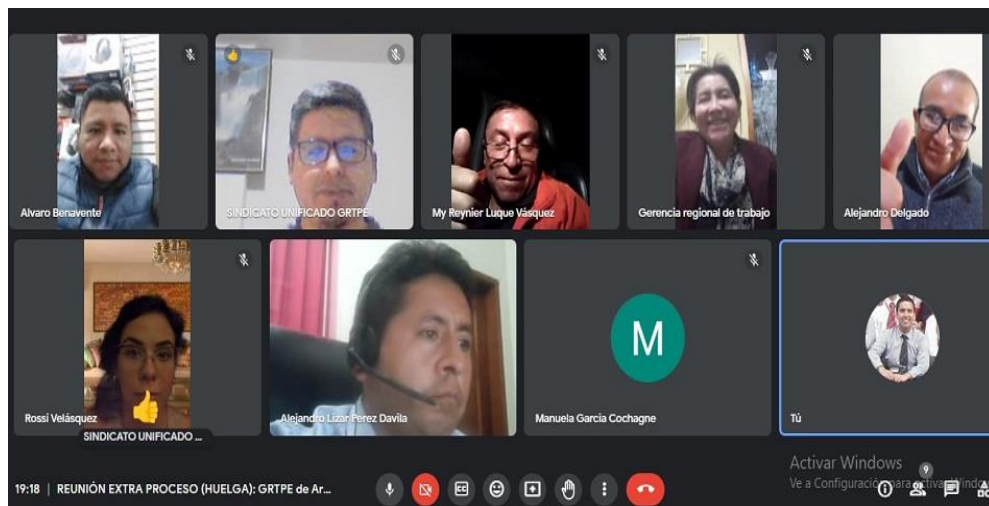 Alvaro Benavente
SINDICATO UNIFICADO GRTPE
My Reynier Luque Vásquez
Gerencia regional de trabajo
Alejandro Delgado
Rossi Velásquez
SINDICATO UNIFICADO ...
Alejandro Lizar Perez Davila
M
Manuela Garcia Cochagne
Tú
Activar Windows
Ve a Configuración para activar Windows
9
19:18 | REUNIÓN EXTRA PROCESO (HUELGA): GRTPE de Ar...
CC